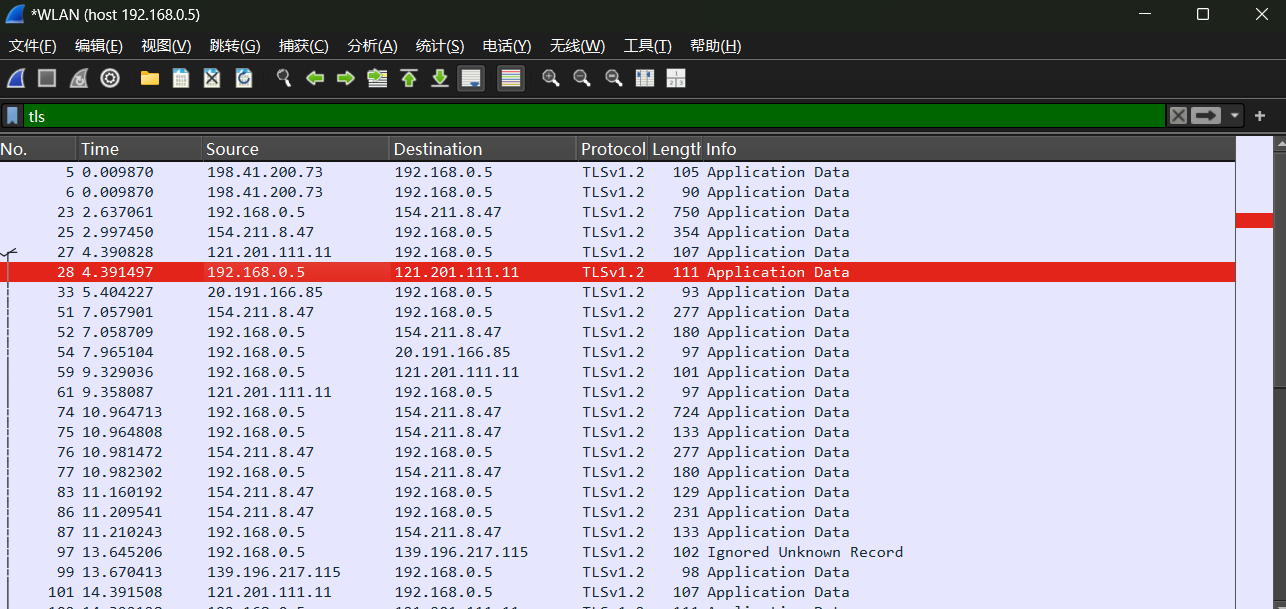 *WLAN (host 192.168.0.5)
文件(F) 编辑(E) 视图(V) 跳转(G) 捕获(C) 分析(A) 统计(S) 电话(Y) 无线(W) 工具(T) 帮助(H)
tls
No. Time Source Destination Protocol Length Info
5 0.009870 198.41.200.73 192.168.0.5 TLSv1.2 105 Application Data
6 0.009870 198.41.200.73 192.168.0.5 TLSv1.2 90 Application Data
23 2.637061 192.168.0.5 154.211.8.47 TLSv1.2 750 Application Data
25 2.997450 154.211.8.47 192.168.0.5 TLSv1.2 354 Application Data
27 4.390828 121.201.111.11 192.168.0.5 TLSv1.2 107 Application Data
28 4.391497 192.168.0.5 121.201.111.11 TLSv1.2 111 Application Data
33 5.404227 20.191.166.85 192.168.0.5 TLSv1.2 93 Application Data
51 7.057901 154.211.8.47 192.168.0.5 TLSv1.2 277 Application Data
52 7.058709 192.168.0.5 154.211.8.47 TLSv1.2 180 Application Data
54 7.965104 192.168.0.5 20.191.166.85 TLSv1.2 97 Application Data
59 9.329036 192.168.0.5 121.201.111.11 TLSv1.2 101 Application Data
61 9.358087 121.201.111.11 192.168.0.5 TLSv1.2 97 Application Data
74 10.964713 192.168.0.5 154.211.8.47 TLSv1.2 724 Application Data
75 10.964808 192.168.0.5 154.211.8.47 TLSv1.2 133 Application Data
76 10.981472 154.211.8.47 192.168.0.5 TLSv1.2 277 Application Data
77 10.982302 192.168.0.5 154.211.8.47 TLSv1.2 180 Application Data
83 11.160192 154.211.8.47 192.168.0.5 TLSv1.2 129 Application Data
86 11.209541 154.211.8.47 192.168.0.5 TLSv1.2 231 Application Data
87 11.210243 192.168.0.5 154.211.8.47 TLSv1.2 133 Application Data
97 13.645206 192.168.0.5 139.196.217.115 TLSv1.2 102 Ignored Unknown Record
99 13.670413 139.196.217.115 192.168.0.5 TLSv1.2 98 Application Data
101 14.391508 121.201.111.11 192.168.0.5 TLSv1.2 107 Application Data